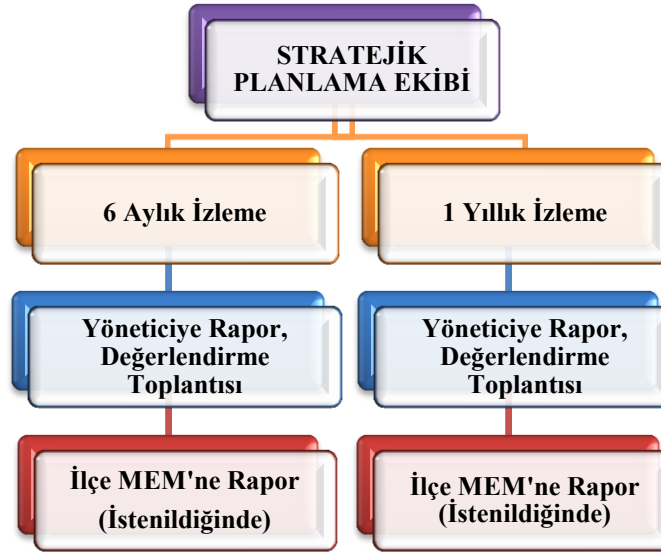 STRATEJİK
PLANLAMA EKİBİ
6 Aylık İzleme
1 Yıllık İzleme
Yöneticiye Rapor,
Değerlendirme
Toplantısı
Yöneticiye Rapor,
Değerlendirme
Toplantısı
İlçe MEM'ne Rapor
(İstenildiğinde)
İlçe MEM'ne Rapor
(İstenildiğinde)